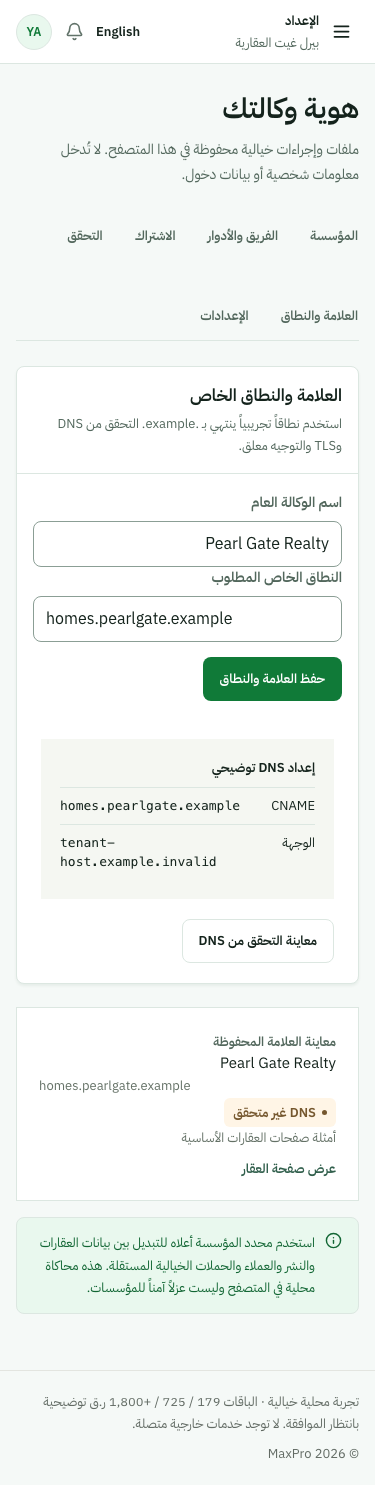 الإعداد
بيرل غيت العقارية
English
YA
هوية وكالتك
ملفات وإجراءات خيالية محفوظة في هذا المتصفح. لا تُدخل
معلومات شخصية أو بيانات دخول.
المؤسسة
الفريق والأدوار
الاشتراك
التحقق
العلامة والنطاق
الإعدادات
العلامة والنطاق الخاص
استخدم نطاقاً تجريبياً ينتهي بـ .example. التحقق من DNS
وTLS والتوجيه معلق.
اسم الوكالة العام
Pearl Gate Realty
النطاق الخاص المطلوب
homes.pearlgate.example
حفظ العلامة والنطاق
إعداد DNS توضيحي
CNAME homes.pearlgate.example
الوجهة tenant-
host.example.invalid
معاينة التحقق من DNS
معاينة العلامة المحفوظة
Pearl Gate Realty
homes.pearlgate.example
DNS غير متحقق
أمثلة صفحات العقارات الأساسية
عرض صفحة العقار
استخدم محدد المؤسسة أعلاه للتبديل بين بيانات العقارات
والنشر والعملاء والحملات الخيالية المستقلة. هذه محاكاة
محلية في المتصفح وليست عزلاً آمناً للمؤسسات.
تجربة محلية خيالية · الباقات 179 / 725 / +1,800 ر.ق توضيحية
بانتظار الموافقة. لا توجد خدمات خارجية متصلة.
© 2026 MaxPro